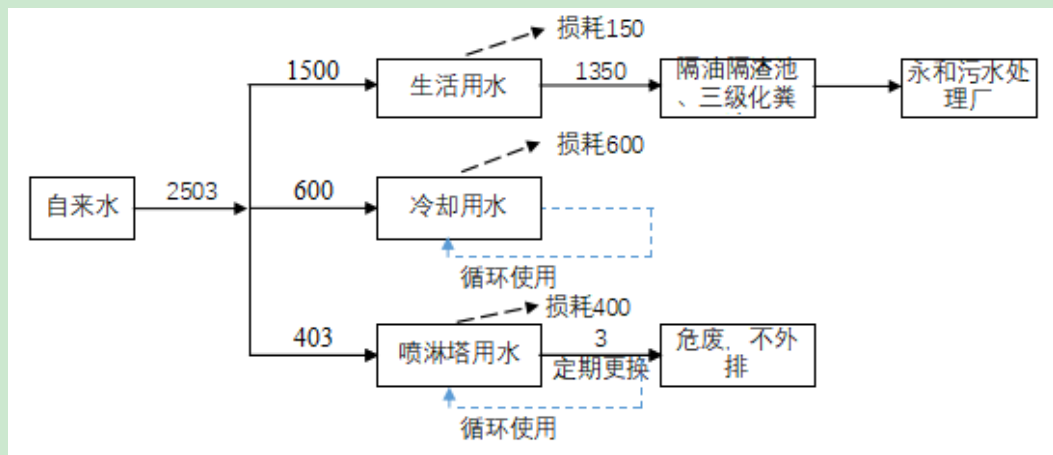 损耗150
1500
生活用水
1350
隔油隔渣池
、三级化粪
永和污水处
理厂
损耗600
自来水
2503
600
冷却用水
循环使用
损耗400
403
喷淋塔用水
3
定期更换
危废，不外
排
循环使用